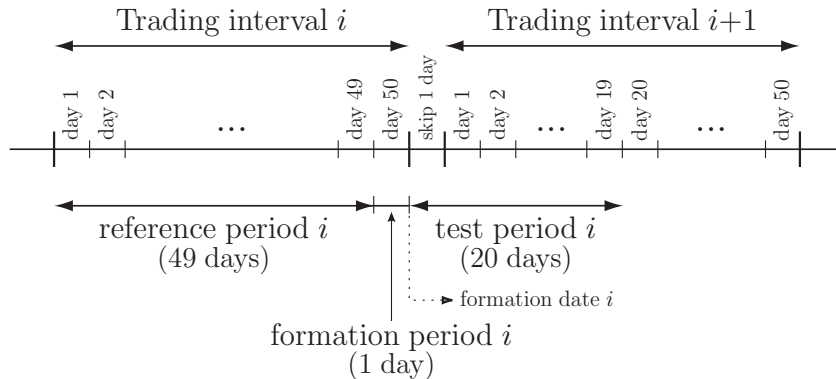 Trading interval i
Trading interval i+1
day 1
day 2
...
day 49
day 50
skip 1 day
day 1
day 2
...
day 19
day 20
...
day 50
reference period i
(49 days)
test period i
(20 days)
formation date i
formation period i
(1 day)